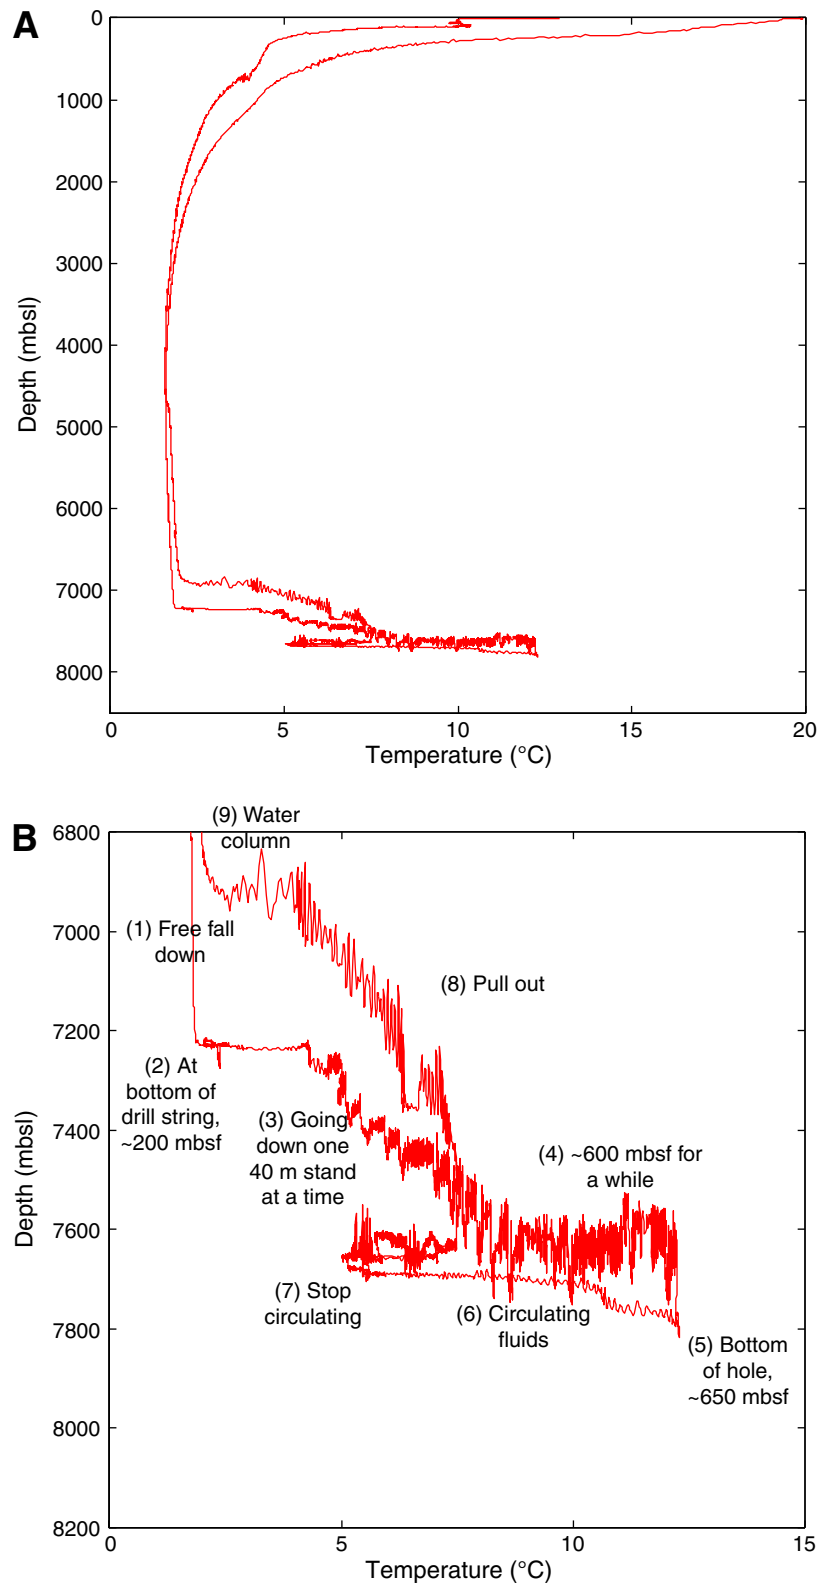 A
0
1000
2000
3000
4000
5000
6000
7000
8000
Depth (mbsl)
0
5
10
15
20
Temperature (°C)
B
6800
7000
7200
7400
7600
7800
8000
8200
Depth (mbsl)
(9) Water
column
(1) Free fall
down
(8) Pull out
(2) At
bottom of
drill string,
~200 mbsf
(3) Going
down one
40 m stand
at a time
(4) ~600 mbsf for
a while
(7) Stop
circulating
(6) Circulating
fluids
(5) Bottom
of hole,
~650 mbsf
0
5
10
15
Temperature (°C)